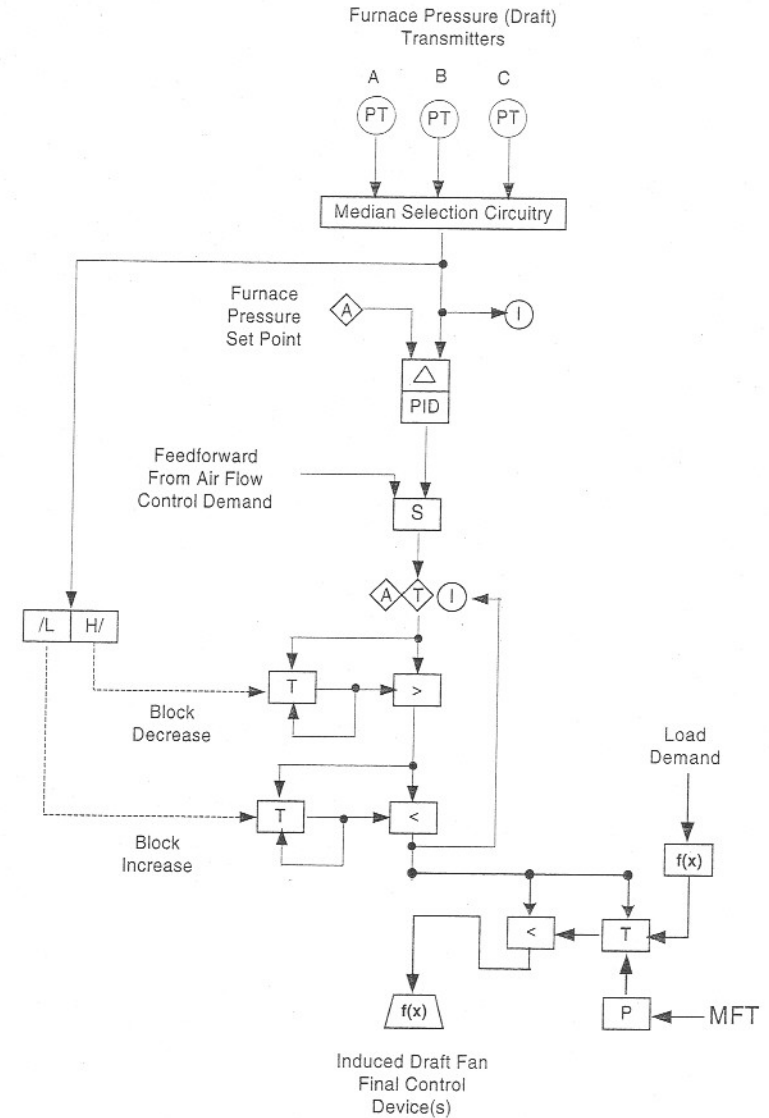 Furnace Pressure (Draft)
Transmitters
A B C
PT PT PT
Median Selection Circuitry
Furnace
Pressure
Set Point
A
I
△
PID
Feedforward
From Air Flow
Control Demand
S
A T I
/L H/
T >
Block
Decrease
Load
Demand
T <
Block
Increase
f(x)
< T
f(x)
P MFT
Induced Draft Fan
Final Control
Device(s)